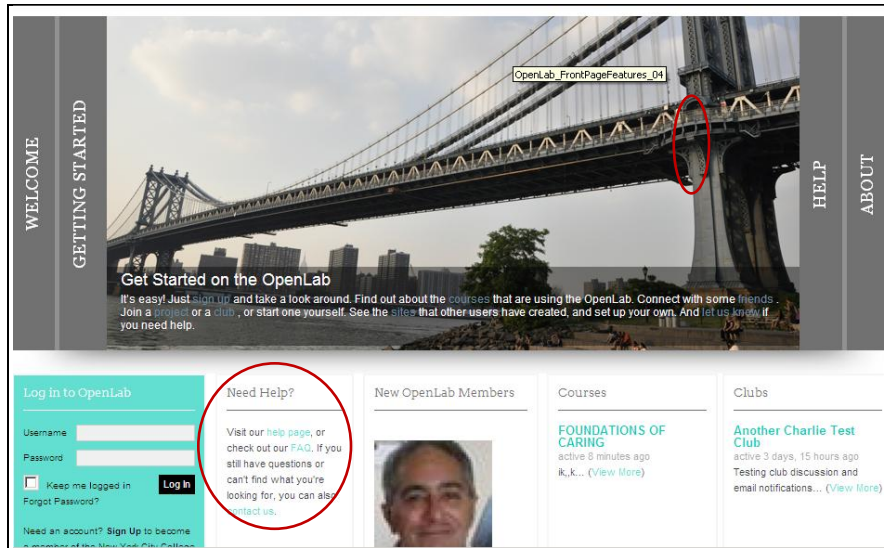 WELCOME
GETTING STARTED
OpenLab_FrontPageFeatures_04
HELP
ABOUT
Get Started on the OpenLab
It's easy! Just sign up and take a look around. Find out about the courses that are using the OpenLab. Connect with some friends .
Join a project or a club , or start one yourself. See the sites that other users have created, and set up your own. And let us know if
you need help.
Log in to OpenLab
Username
Password
Keep me logged in
Log In
Forgot Password?
Need an account? Sign Up to become
a member of the New York City College
Need Help?
Visit our help page, or
check out our FAQ. If you
still have questions or
can't find what you're
looking for, you can also
contact us.
New OpenLab Members
Courses
FOUNDATIONS OF
CARING
active 8 minutes ago
ik,,k... (View More)
Clubs
Another Charlie Test
Club
active 3 days, 15 hours ago
Testing club discussion and
email notifications... (View More)